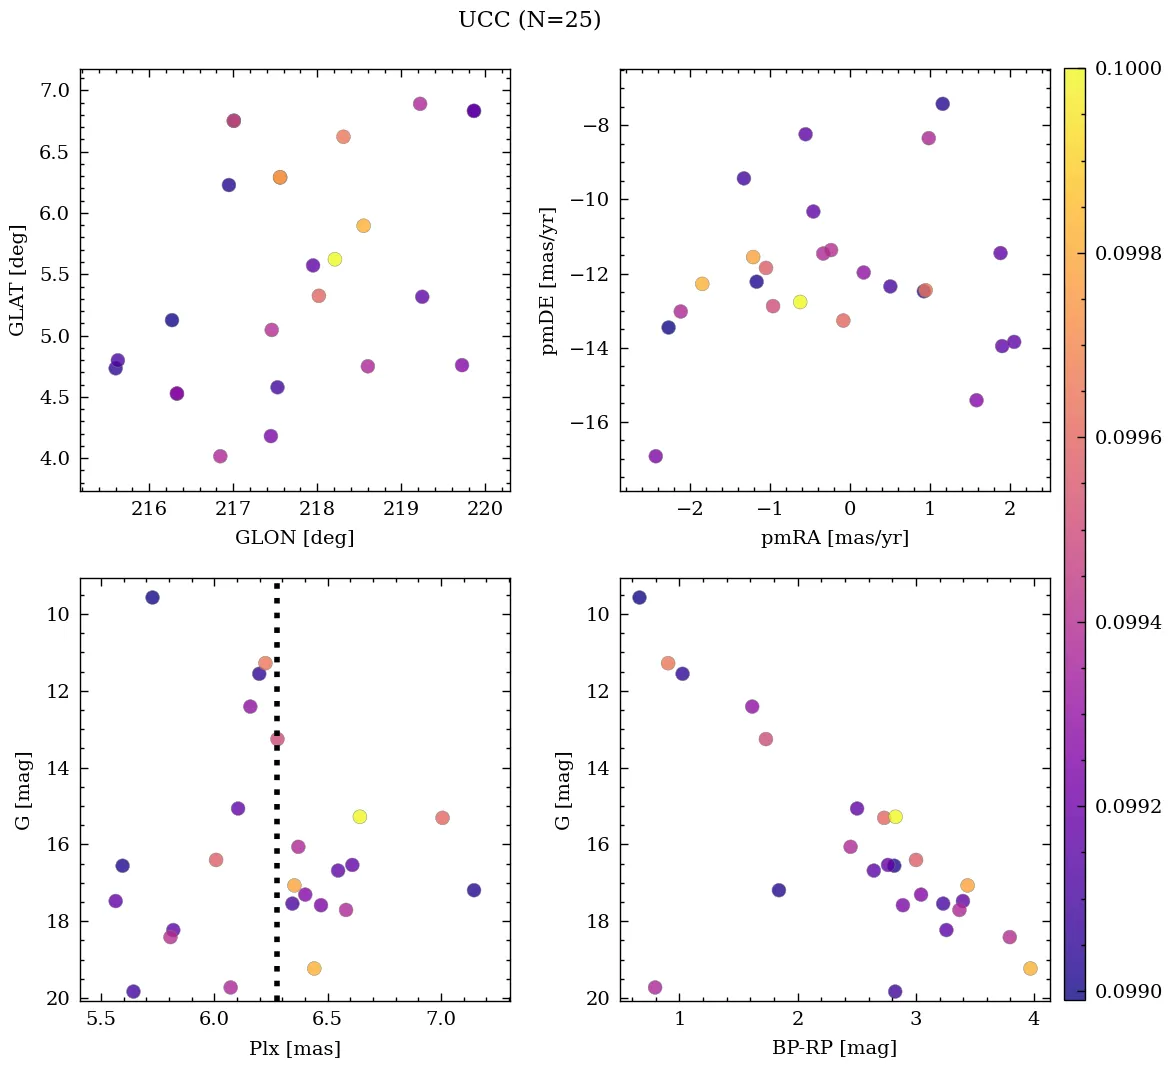 UCC (N=25)
7.0
6.5
6.0
5.5
5.0
4.5
4.0
GLAT [deg]
216 217 218 219 220
GLON [deg]
−8
−10
−12
−14
−16
pmDE [mas/yr]
−2 −1 0 1 2
pmRA [mas/yr]
10
12
14
16
18
20
G [mag]
5.5 6.0 6.5 7.0
Plx [mas]
10
12
14
16
18
20
G [mag]
1 2 3 4
BP-RP [mag]
0.1000
0.0998
0.0996
0.0994
0.0992
0.0990